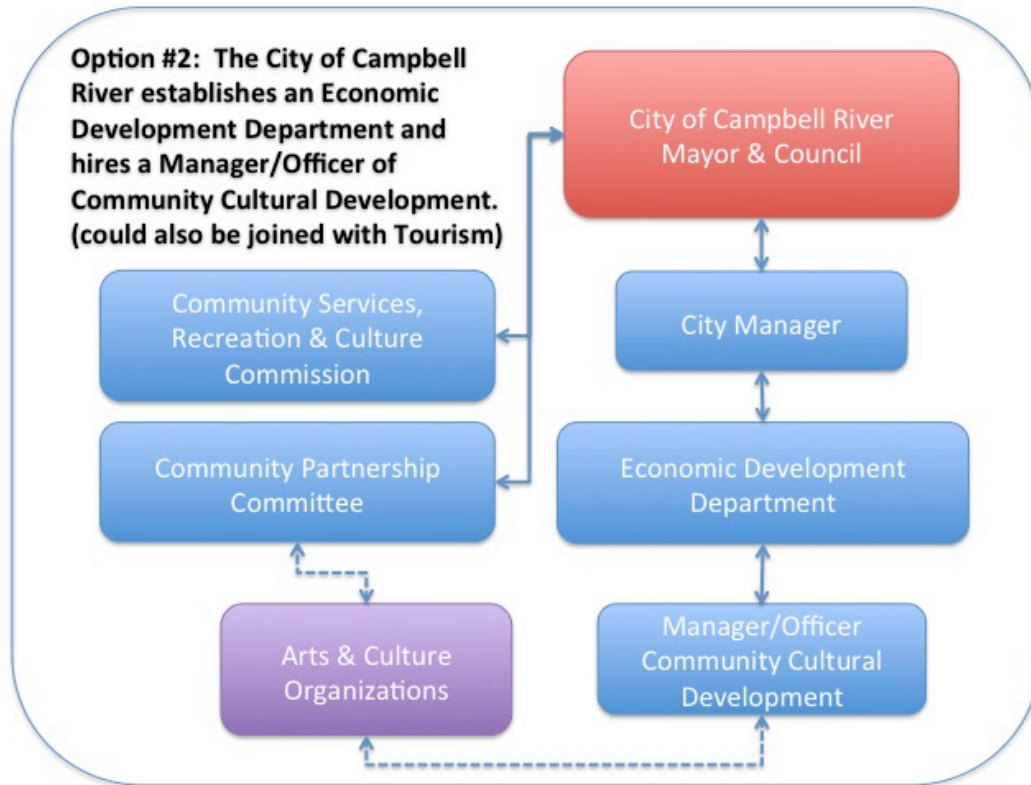 Option #2:  The City of Campbell
River establishes an Economic
Development Department and
hires a Manager/Officer of
Community Cultural Development.
(could also be joined with Tourism)
City of Campbell River
Mayor & Council
Community Services,
Recreation & Culture
Commission
City Manager
Community Partnership
Committee
Economic Development
Department
Arts & Culture
Organizations
Manager/Officer
Community Cultural
Development